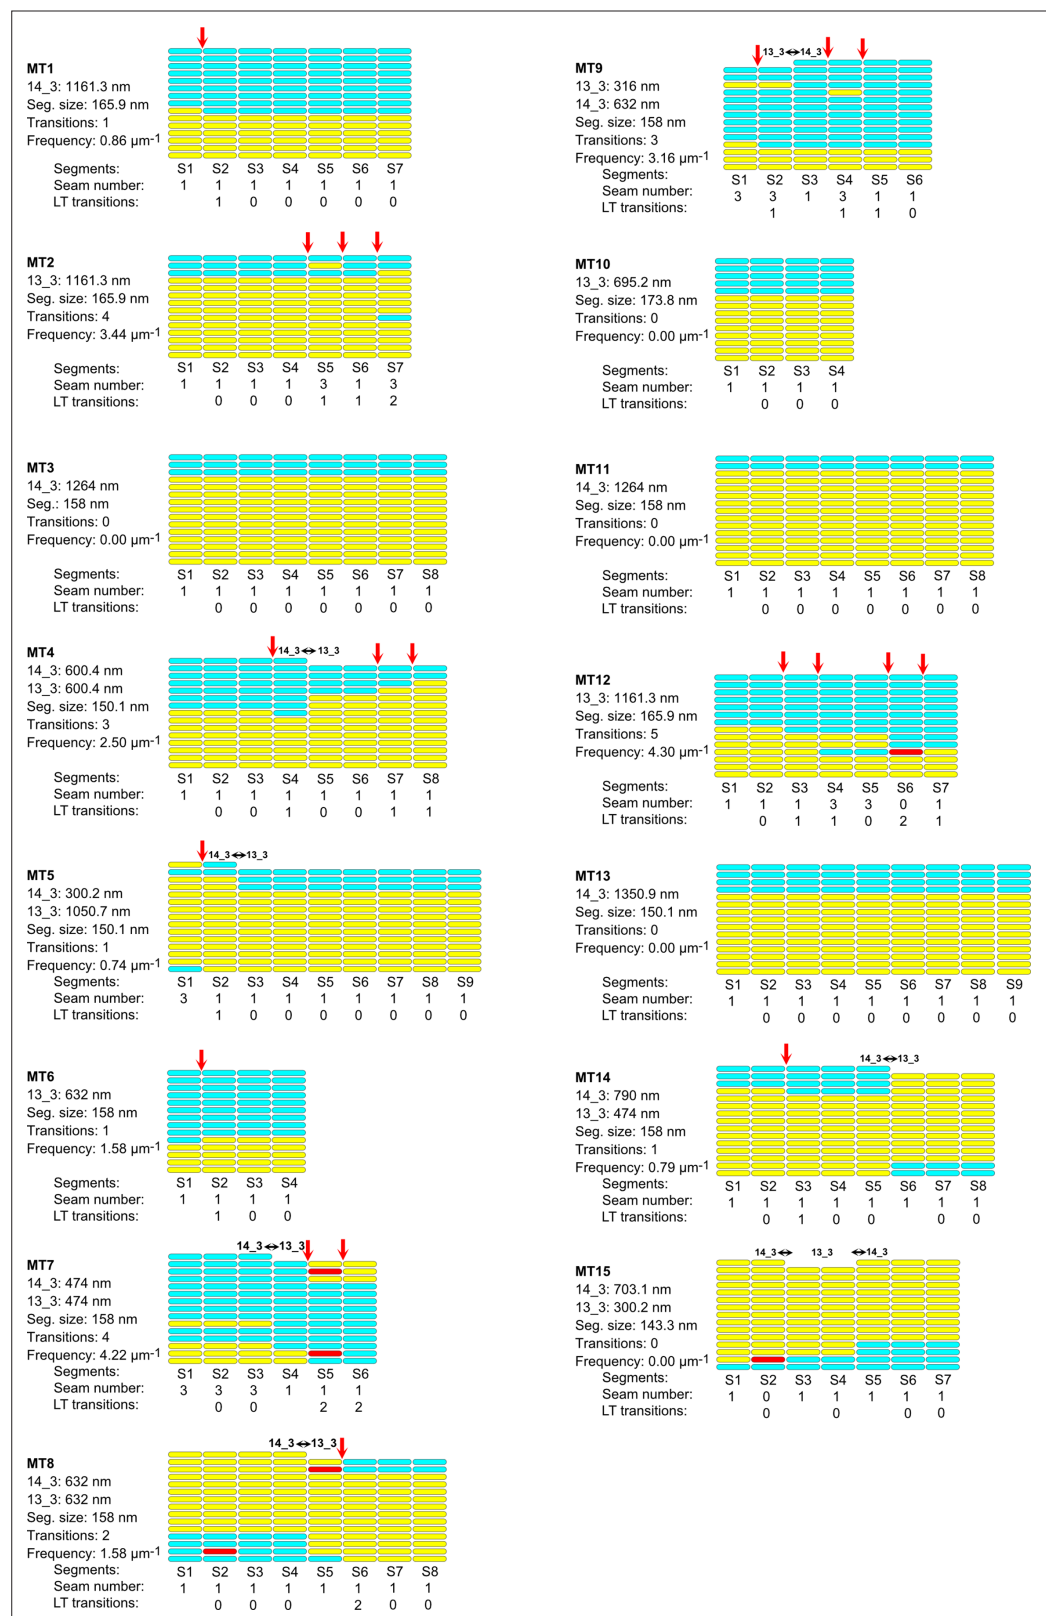 MT1
14_3: 1161.3 nm
Seg. size: 165.9 nm
Transitions: 1
Frequency: 0.86 µm-1
Segments: S1 S2 S3 S4 S5 S6 S7
Seam number: 1 1 1 1 1 1 1
LT transitions: 1 0 0 0 0 0
MT2
13_3: 1161.3 nm
Seg. size: 165.9 nm
Transitions: 4
Frequency: 3.44 µm-1
Segments: S1 S2 S3 S4 S5 S6 S7
Seam number: 1 1 1 1 3 1 3
LT transitions: 0 0 0 1 1 2
MT3
14_3: 1264 nm
Seg.: 158 nm
Transitions: 0
Frequency: 0.00 µm-1
Segments: S1 S2 S3 S4 S5 S6 S7 S8
Seam number: 1 1 1 1 1 1 1 1
LT transitions: 0 0 0 0 0 0 0
14_3 ↔ 13_3
MT4
14_3: 600.4 nm
13_3: 600.4 nm
Seg. size: 150.1 nm
Transitions: 3
Frequency: 2.50 µm-1
Segments: S1 S2 S3 S4 S5 S6 S7 S8
Seam number: 1 1 1 1 1 1 1 1
LT transitions: 0 0 1 0 0 1 1
14_3 ↔ 13_3
MT5
14_3: 300.2 nm
13_3: 1050.7 nm
Seg. size: 150.1 nm
Transitions: 1
Frequency: 0.74 µm-1
Segments: S1 S2 S3 S4 S5 S6 S7 S8 S9
Seam number: 3 1 1 1 1 1 1 1 1
LT transitions: 1 0 0 0 0 0 0 0
MT6
13_3: 632 nm
Seg. size: 158 nm
Transitions: 1
Frequency: 1.58 µm-1
Segments: S1 S2 S3 S4
Seam number: 1 1 1 1
LT transitions: 1 0 0
14_3 ↔ 13_3
MT7
14_3: 474 nm
13_3: 474 nm
Seg. size: 158 nm
Transitions: 4
Frequency: 4.22 µm-1
Segments: S1 S2 S3 S4 S5 S6
Seam number: 3 3 3 1 1 1
LT transitions: 0 0 2 2
14_3 ↔ 13_3
MT8
14_3: 632 nm
13_3: 632 nm
Seg. size: 158 nm
Transitions: 2
Frequency: 1.58 µm-1
Segments: S1 S2 S3 S4 S5 S6 S7 S8
Seam number: 1 1 1 1 1 1 1 1
LT transitions: 0 0 0 2 0 0
13_3 ↔ 14_3
MT9
13_3: 316 nm
14_3: 632 nm
Seg. size: 158 nm
Transitions: 3
Frequency: 3.16 µm-1
Segments: S1 S2 S3 S4 S5 S6
Seam number: 3 3 1 3 1 1
LT transitions: 1 1 1 0
MT10
13_3: 695.2 nm
Seg. size: 173.8 nm
Transitions: 0
Frequency: 0.00 µm-1
Segments: S1 S2 S3 S4
Seam number: 1 1 1 1
LT transitions: 0 0 0
MT11
14_3: 1264 nm
Seg. size: 158 nm
Transitions: 0
Frequency: 0.00 µm-1
Segments: S1 S2 S3 S4 S5 S6 S7 S8
Seam number: 1 1 1 1 1 1 1 1
LT transitions: 0 0 0 0 0 0 0
MT12
13_3: 1161.3 nm
Seg. size: 165.9 nm
Transitions: 5
Frequency: 4.30 µm-1
Segments: S1 S2 S3 S4 S5 S6 S7
Seam number: 1 1 1 3 3 0 1
LT transitions: 0 1 1 0 2 1
MT13
14_3: 1350.9 nm
Seg. size: 150.1 nm
Transitions: 0
Frequency: 0.00 µm-1
Segments: S1 S2 S3 S4 S5 S6 S7 S8 S9
Seam number: 1 1 1 1 1 1 1 1 1
LT transitions: 0 0 0 0 0 0 0 0
14_3 ↔ 13_3
MT14
14_3: 790 nm
13_3: 474 nm
Seg. size: 158 nm
Transitions: 1
Frequency: 0.79 µm-1
Segments: S1 S2 S3 S4 S5 S6 S7 S8
Seam number: 1 1 1 1 1 1 1 1
LT transitions: 0 1 0 0 0 0
14_3 ↔ 13_3 ↔ 14_3
MT15
14_3: 703.1 nm
13_3: 300.2 nm
Seg. size: 143.3 nm
Transitions: 0
Frequency: 0.00 µm-1
Segments: S1 S2 S3 S4 S5 S6 S7
Seam number: 1 0 1 1 1 1 1
LT transitions: 0 0 0 0